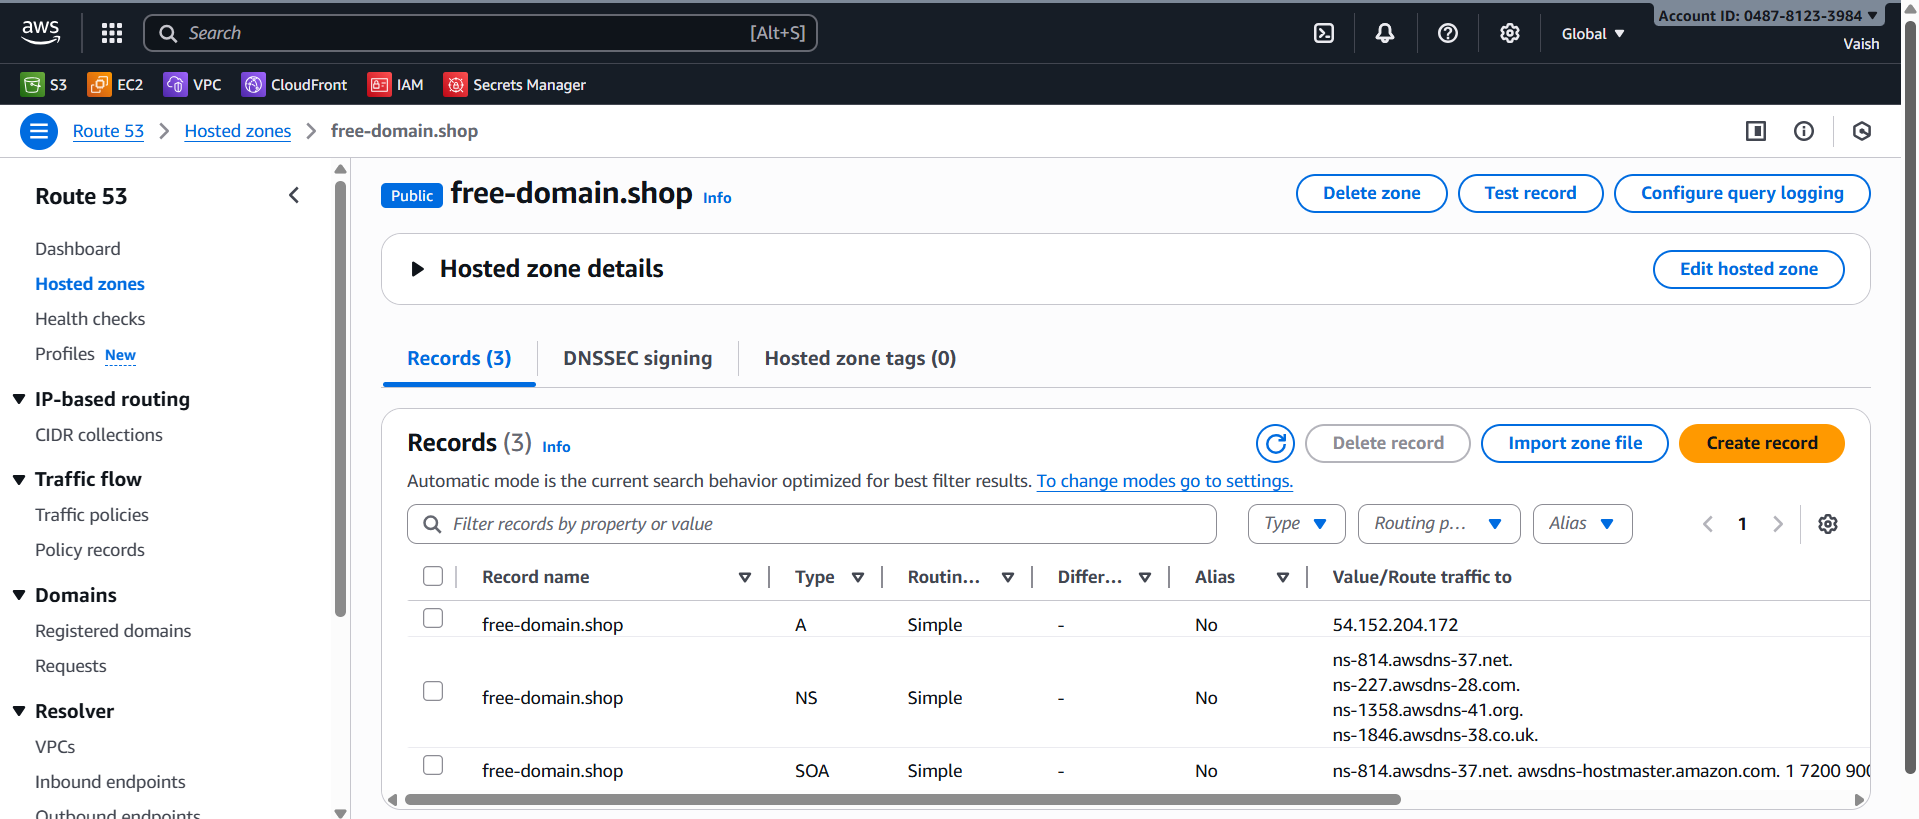 aws
Search [Alt+S]
Global
Account ID: 0487-8123-3984
Vaish
S3 EC2 VPC CloudFront IAM Secrets Manager
Route 53 Hosted zones free-domain.shop
Route 53
Dashboard
Hosted zones
Health checks
Profiles New
IP-based routing
CIDR collections
Traffic flow
Traffic policies
Policy records
Domains
Registered domains
Requests
Resolver
VPCs
Inbound endpoints
Outbound endpoints
Public free-domain.shop Info
Delete zone Test record Configure query logging
Hosted zone details Edit hosted zone
Records (3) DNSSEC signing Hosted zone tags (0)
Records (3) Info
Delete record Import zone file Create record
Automatic mode is the current search behavior optimized for best filter results. To change modes go to settings.
Filter records by property or value Type Routing p... Alias 1
Record name Type Routin... Differ... Alias Value/Route traffic to
free-domain.shop A Simple - No 54.152.204.172
free-domain.shop NS Simple - No ns-814.awsdns-37.net.
ns-227.awsdns-28.com.
ns-1358.awsdns-41.org.
ns-1846.awsdns-38.co.uk.
free-domain.shop SOA Simple - No ns-814.awsdns-37.net. awsdns-hostmaster.amazon.com. 1 7200 900